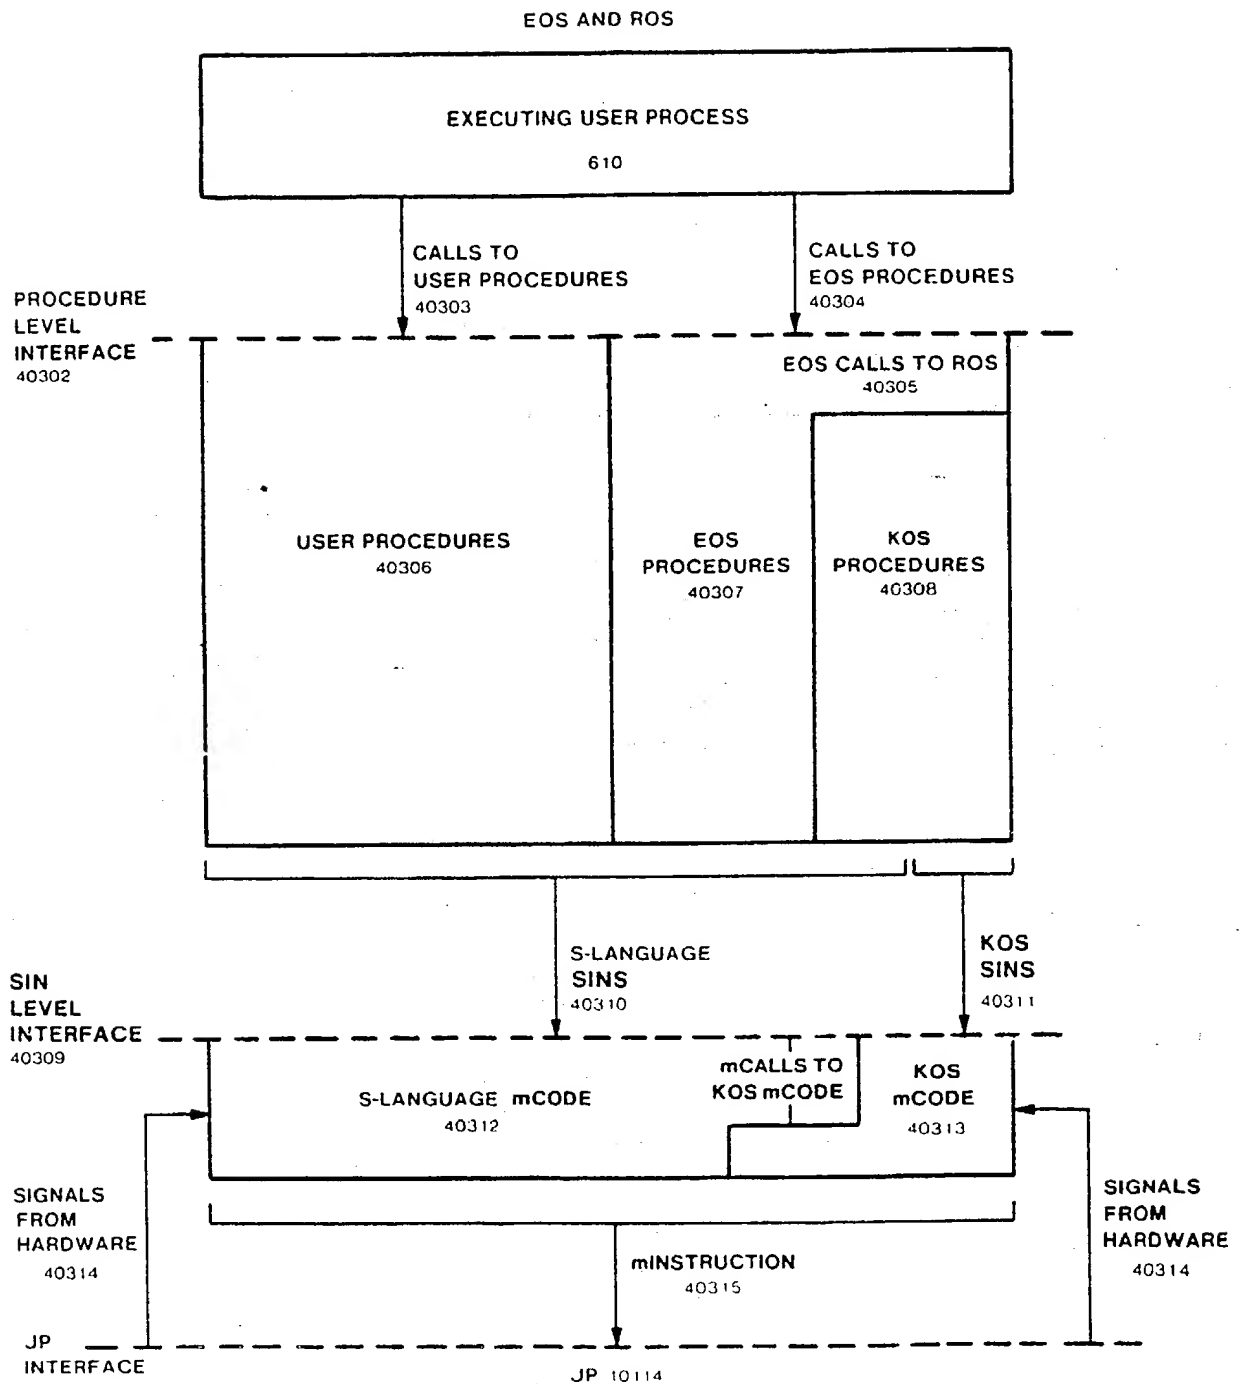 EOS AND ROS
EXECUTING USER PROCESS
610
CALLS TO
USER PROCEDURES
40303
CALLS TO
EOS PROCEDURES
40304
PROCEDURE
LEVEL
INTERFACE
40302
EOS CALLS TO ROS
40305
USER PROCEDURES
40306
EOS
PROCEDURES
40307
KOS
PROCEDURES
40308
S-LANGUAGE
SINS
40310
KOS
SINS
40311
SIN
LEVEL
INTERFACE
40309
S-LANGUAGE mCODE
40312
mCALLS TO
KOS mCODE
KOS
mCODE
40313
SIGNALS
FROM
HARDWARE
40314
mINSTRUCTION
40315
SIGNALS
FROM
HARDWARE
40314
JP
INTERFACE
JP 10114